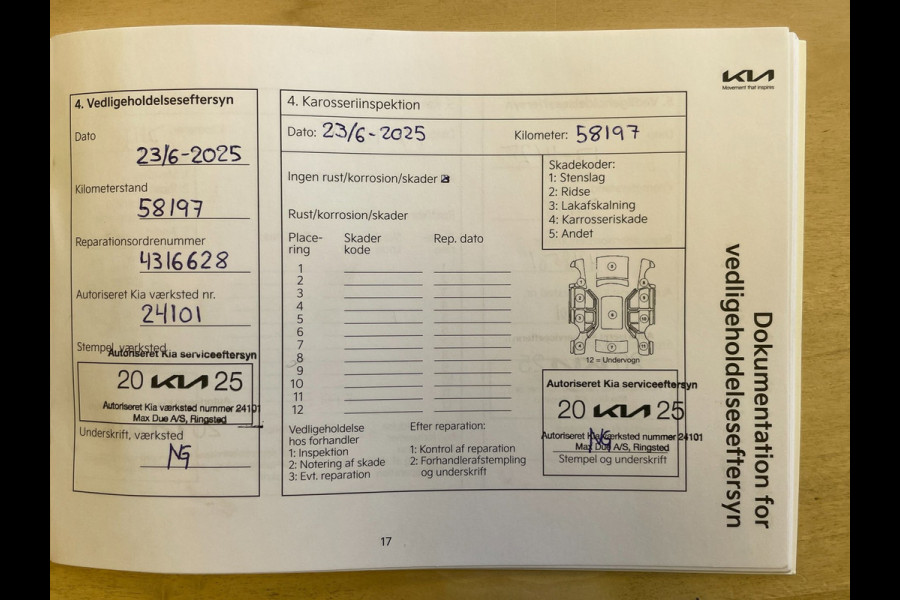 KIA
Movement that inspires
Dokumentation for
vedligeholdelseseftersyn
4. Vedligeholdelseseftersyn
Dato
23/6-2025
Kilometerstand
58197
Reparationsordrenummer
4316628
Autoriseret Kia værksted nr.
24101
Stempel, værksted
Autoriseret Kia serviceeftersyn
20 KIA 25
Autoriseret Kia værksted nummer 24101
Max Due A/S, Ringsted
Underskrift, værksted
NG
4. Karosseriinspektion
Dato: 23/6-2025 Kilometer: 58197
Ingen rust/korrosion/skader
Rust/korrosion/skader
Skadekoder:
1: Stenslag
2: Ridse
3: Lakafskalning
4: Karrosseriskade
5: Andet
Place-
ring
Skader
kode
Rep. dato
1
2
3
4
5
6
7
8
9
10
11
12
12 = Undervogn
Vedligeholdelse
hos forhandler
1: Inspektion
2: Notering af skade
3: Evt. reparation
Efter reparation:
1: Kontrol af reparation
2: Forhandlerafstempling
og underskrift
Autoriseret Kia serviceeftersyn
20 KIA 25
Autoriseret Kia værksted nummer 24101
Max Due A/S, Ringsted
NG
Stempel og underskrift
17